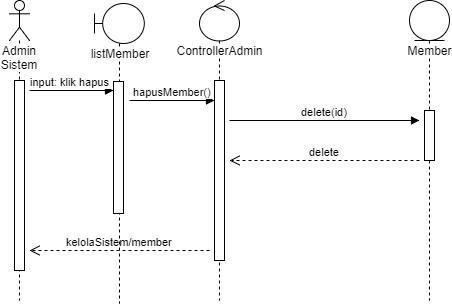 Admin
Sistem
listMember
ControllerAdmin
Member
input: klik hapus
hapusMember()
delete(id)
delete
kelolaSistem/member